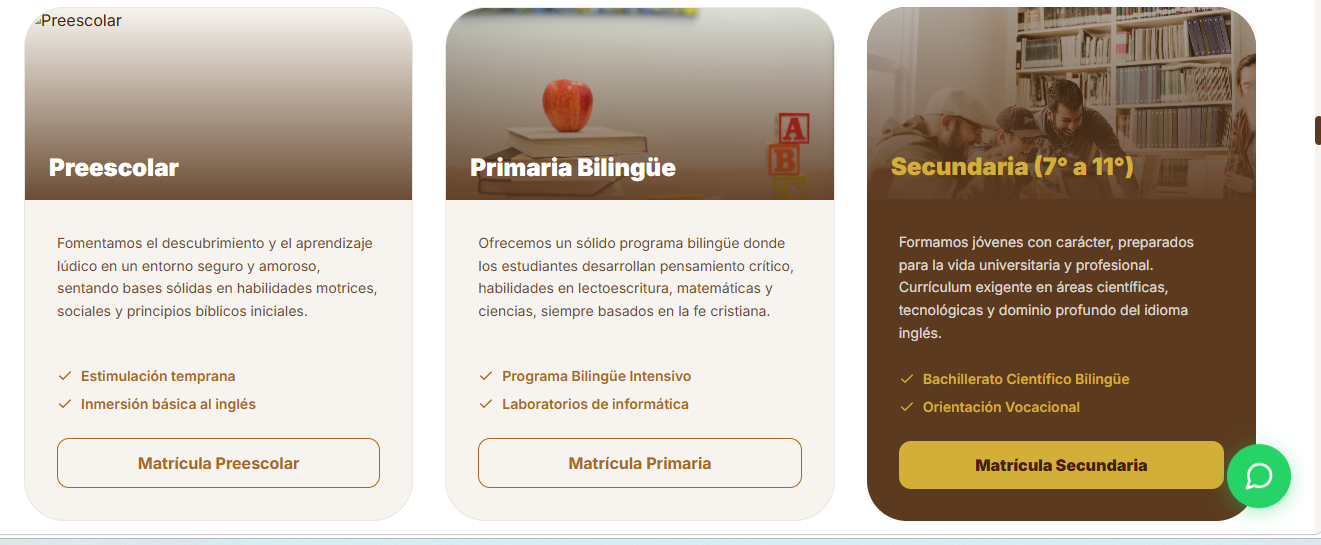 Preescolar
Preescolar
Fomentamos el descubrimiento y el aprendizaje
lúdico en un entorno seguro y amoroso,
sentando bases sólidas en habilidades motrices,
sociales y principios bíblicos iniciales.
Estimulación temprana
Inmersión básica al inglés
Matrícula Preescolar
A
B
C
Primaria Bilingüe
Ofrecemos un sólido programa bilingüe donde
los estudiantes desarrollan pensamiento crítico,
habilidades en lectoescritura, matemáticas y
ciencias, siempre basados en la fe cristiana.
Programa Bilingüe Intensivo
Laboratorios de informática
Matrícula Primaria
Secundaria (7° a 11°)
Formamos jóvenes con carácter, preparados
para la vida universitaria y profesional.
Currículum exigente en áreas científicas,
tecnológicas y dominio profundo del idioma
inglés.
Bachillerato Científico Bilingüe
Orientación Vocacional
Matrícula Secundaria